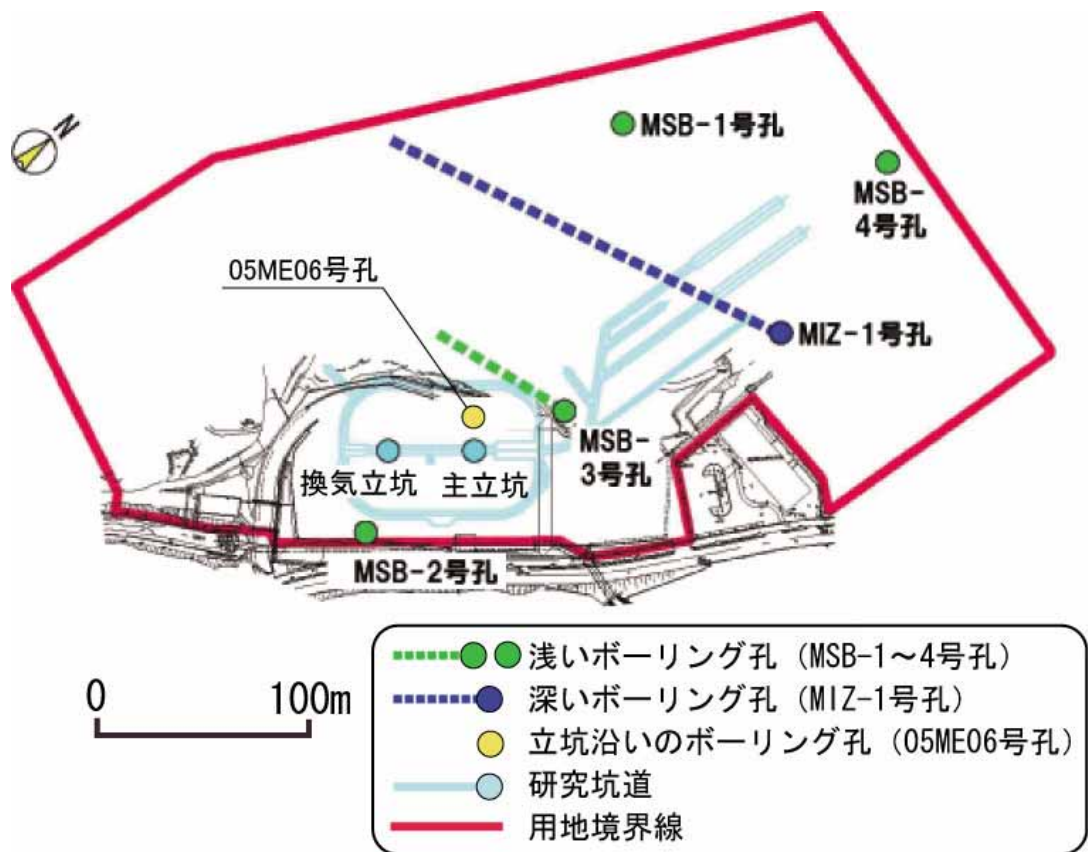 N
MSB-1号孔
MSB-
4号孔
05ME06号孔
MIZ-1号孔
MSB-
3号孔
換気立坑
主立坑
MSB-2号孔
0
100m
浅いボーリング孔（MSB-1～4号孔）
深いボーリング孔（MIZ-1号孔）
立坑沿いのボーリング孔（05ME06号孔）
研究坑道
用地境界線